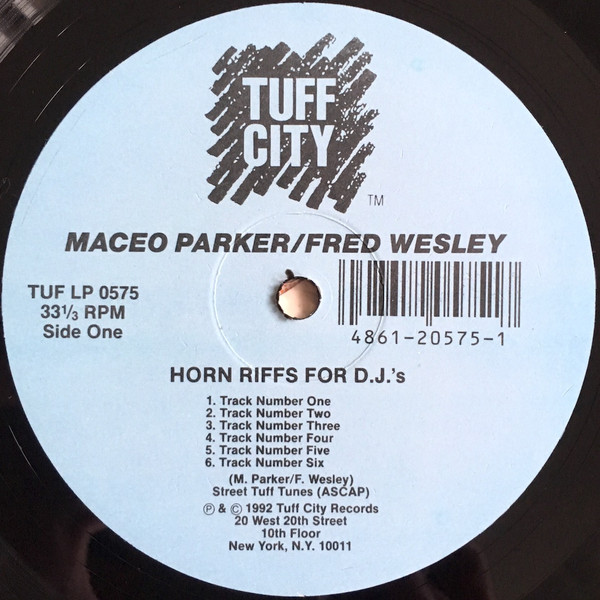 TUFF
CITY
TM
MACEO PARKER/FRED WESLEY
TUF LP 0575
33⅓ RPM
Side One
4861-20575-1
HORN RIFFS FOR D.J.'s
1. Track Number One
2. Track Number Two
3. Track Number Three
4. Track Number Four
5. Track Number Five
6. Track Number Six
(M. Parker/F. Wesley)
Street Tuff Tunes (ASCAP)
℗ & © 1992 Tuff City Records
20 West 20th Street
10th Floor
New York, N.Y. 10011